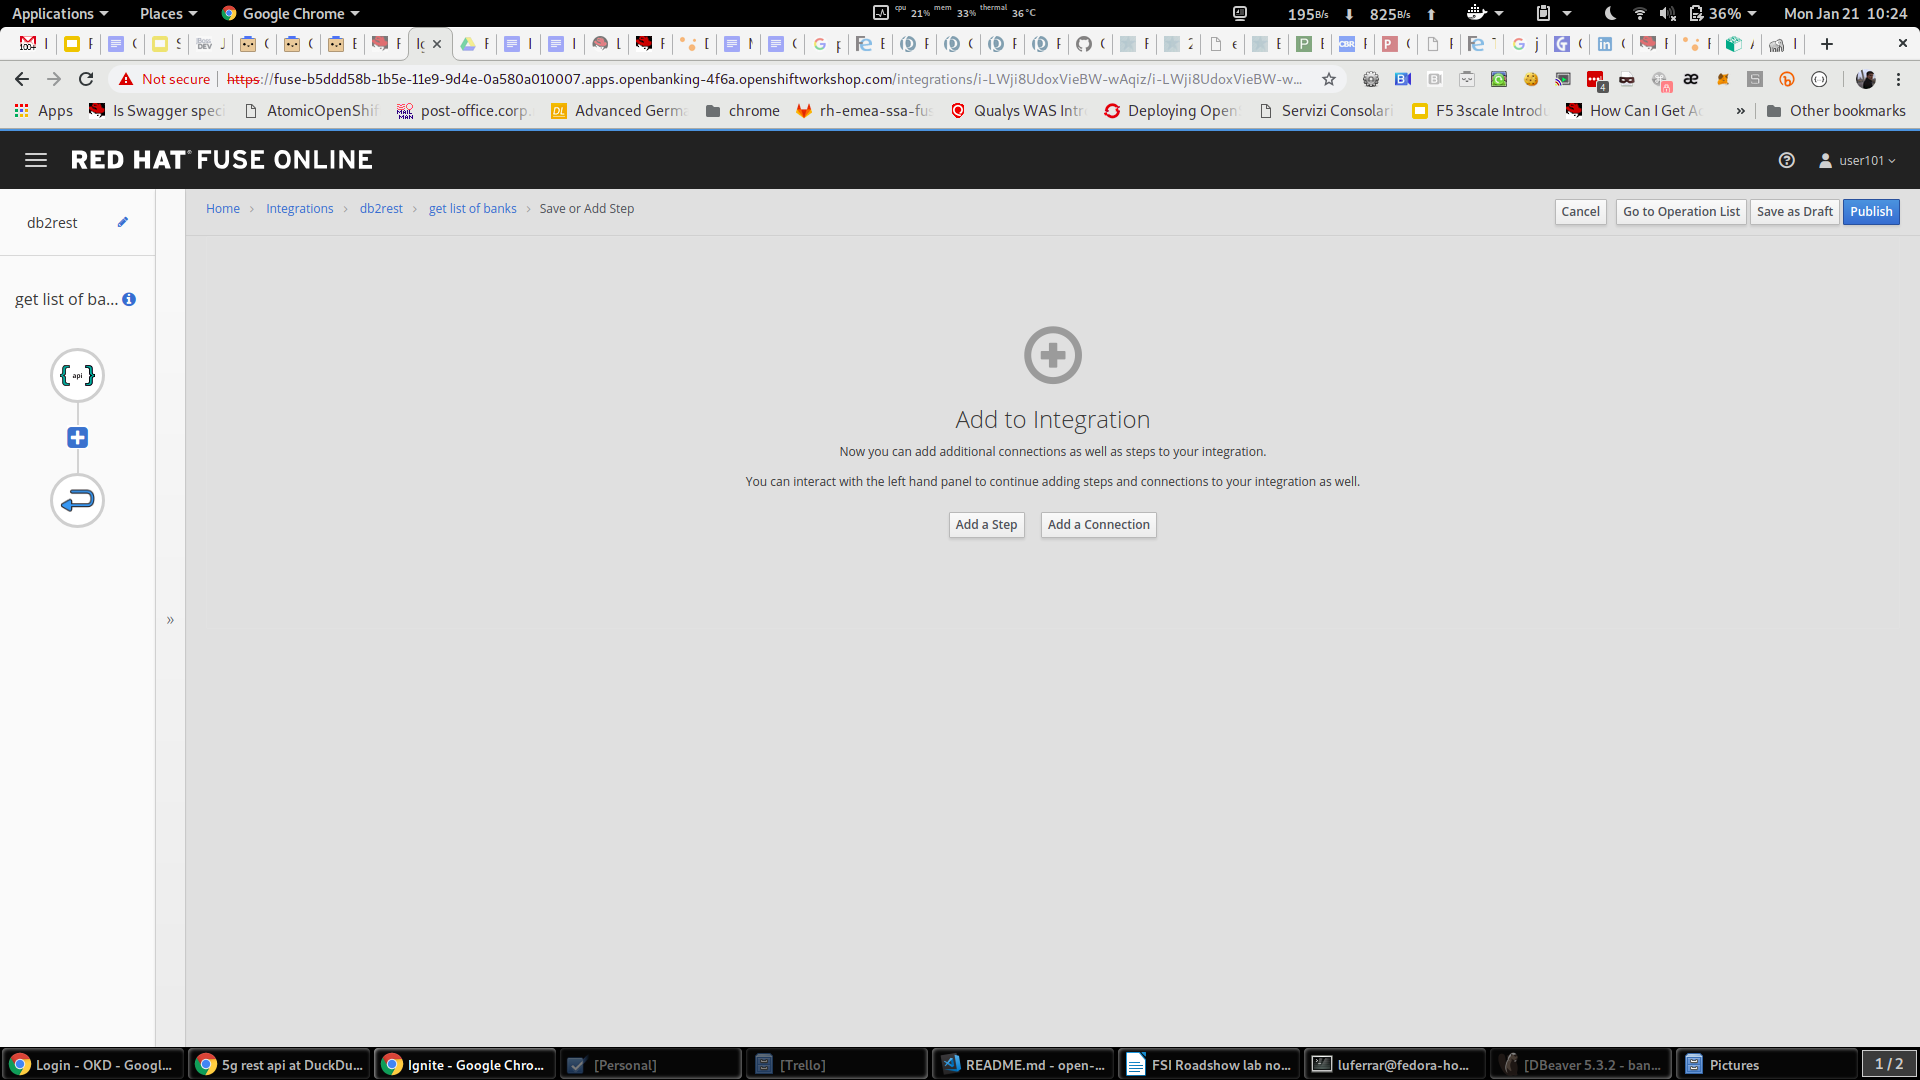 Applications Places Google Chrome cpu 21% mem 33% thermal 36°C 195B/s 825B/s 36% Mon Jan 21 10:24
Not secure https://fuse-b5ddd58b-1b5e-11e9-9d4e-0a580a010007.apps.openbanking-4f6a.openshiftworkshop.com/integrations/i-LWji8UdoxVieBW-wAqiz/i-LWji8UdoxVieBW-w...
Apps Is Swagger spec AtomicOpenShif post-office.corp. Advanced Germa chrome rh-emea-ssa-fus Qualys WAS Intr Deploying Open Servizi Consolari F5 3scale Introdu How Can I Get Ac » Other bookmarks
RED HAT FUSE ONLINE user101
db2rest
Home Integrations db2rest get list of banks Save or Add Step
Cancel Go to Operation List Save as Draft Publish
get list of ba...
{ api }
Add to Integration
Now you can add additional connections as well as steps to your integration.
You can interact with the left hand panel to continue adding steps and connections to your integration as well.
Add a Step Add a Connection
»
Login - OKD - Googl... 5g rest api at DuckDu... Ignite - Google Chro... [Personal] [Trello] README.md - open-... FSI Roadshow lab no... luferrar@fedora-ho... [DBeaver 5.3.2 - ban... Pictures 1 / 2